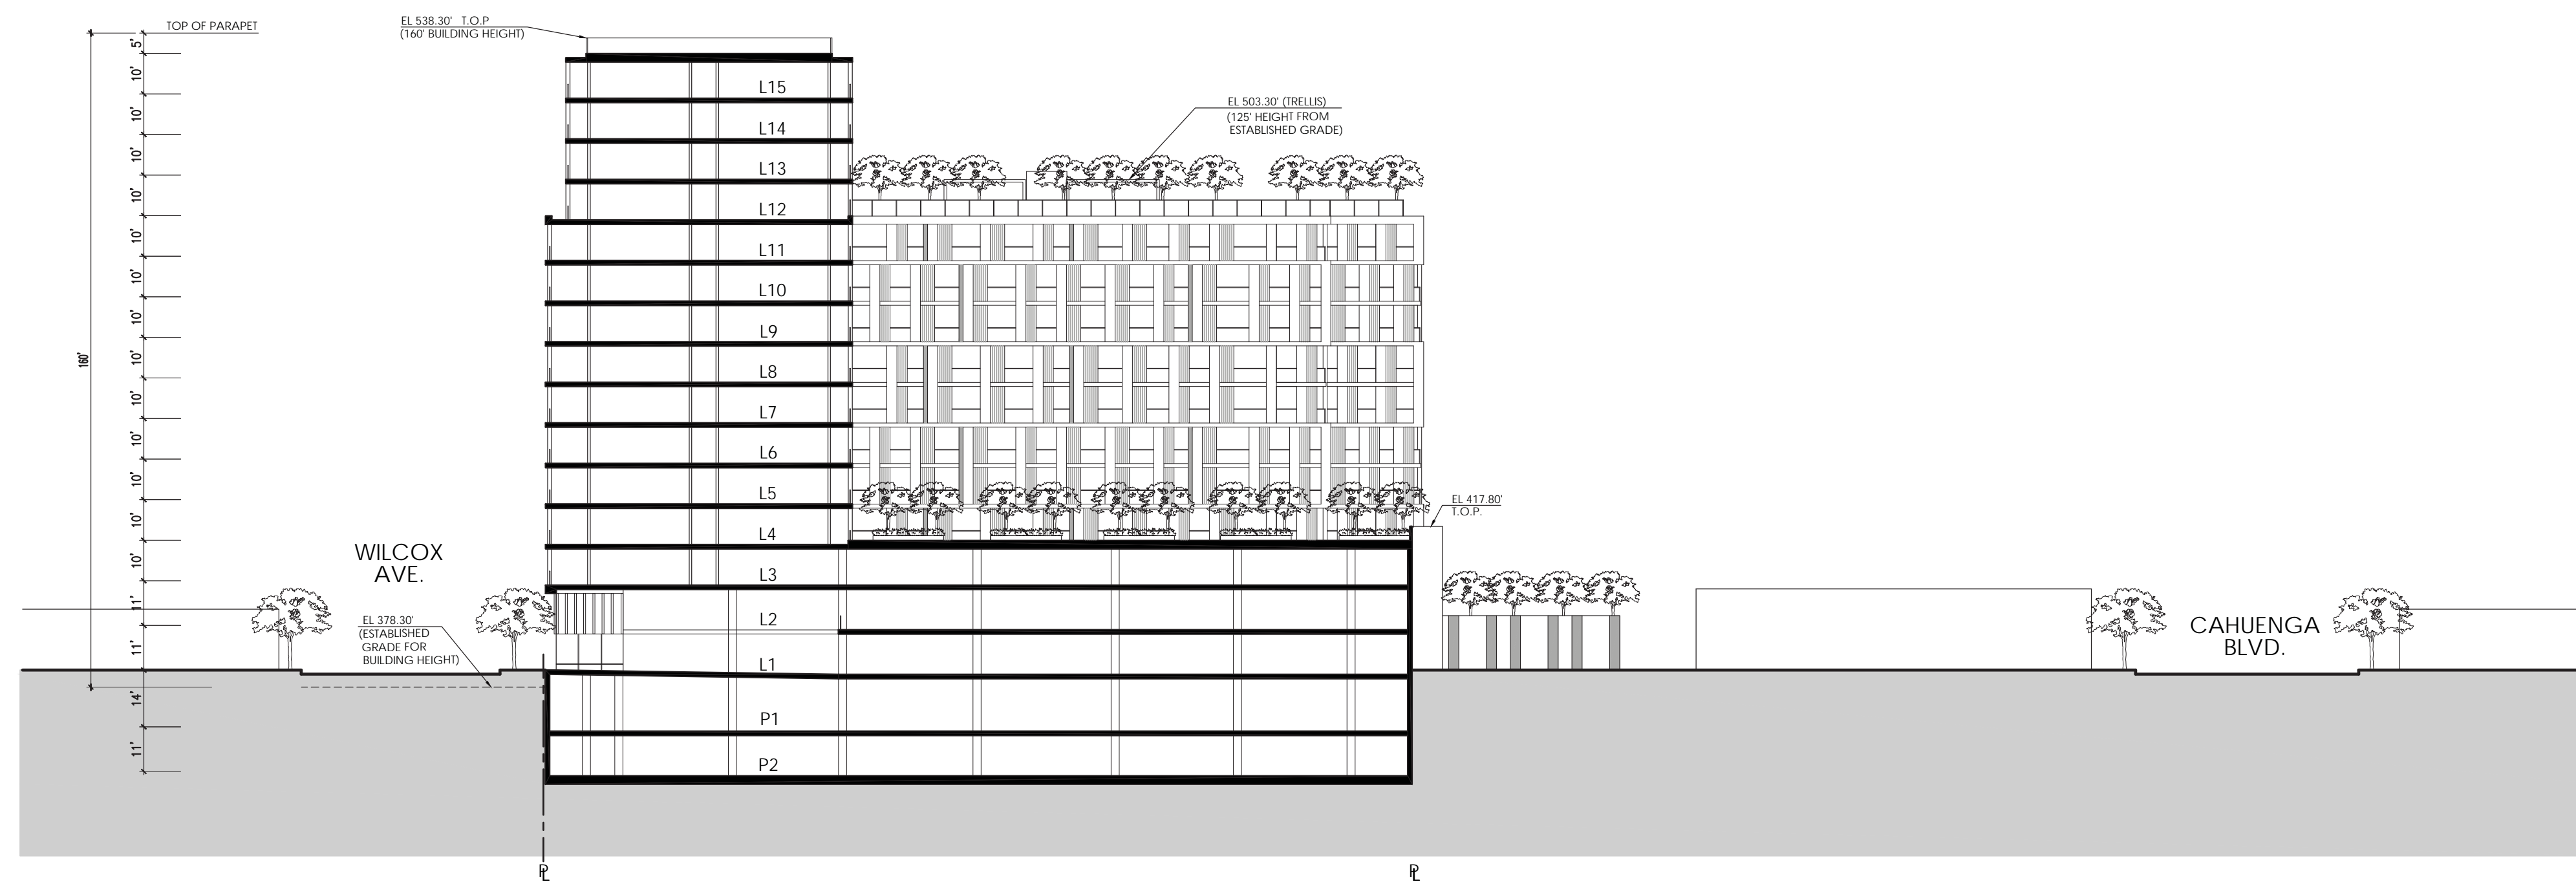 TOP OF PARAPET
EL 538.30' T.O.P
(160' BUILDING HEIGHT)
EL 503.30' (TRELLIS)
(125' HEIGHT FROM
ESTABLISHED GRADE)
5'
10'
10'
10'
10'
10'
10'
10'
10'
10'
10'
10'
10'
10'
11'
11'
14'
11'
160'
L15
L14
L13
L12
L11
L10
L9
L8
L7
L6
L5
L4
L3
L2
L1
P1
P2
EL 417.80'
T.O.P.
WILCOX
AVE.
EL 378.30'
(ESTABLISHED
GRADE FOR
BUILDING HEIGHT)
CAHUENGA
BLVD.
PL
PL